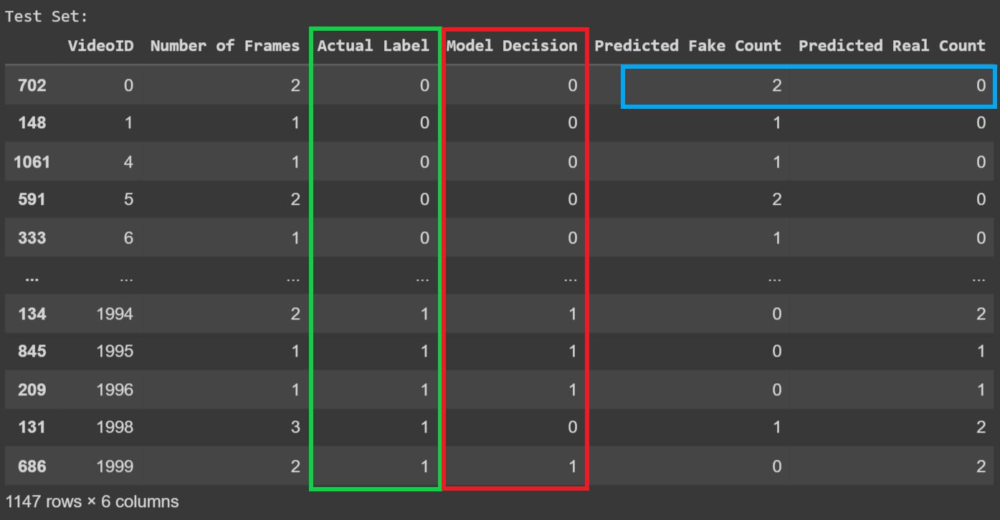 Test Set:
VideoID Number of Frames Actual Label Model Decision Predicted Fake Count Predicted Real Count
702 0 2 0 0 2 0
148 1 1 0 0 1 0
1061 4 1 0 0 1 0
591 5 2 0 0 2 0
333 6 1 0 0 1 0
... ... ... ... ... ... ...
134 1994 2 1 1 0 2
845 1995 1 1 1 0 1
209 1996 1 1 1 0 1
131 1998 3 1 0 1 2
686 1999 2 1 1 0 2
1147 rows × 6 columns